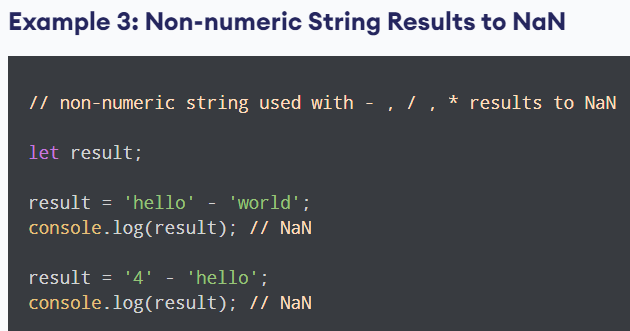 Example 3: Non-numeric String Results to NaN
// non-numeric string used with - , / , * results to NaN
let result;
result = 'hello' - 'world';
console.log(result); // NaN
result = '4' - 'hello';
console.log(result); // NaN